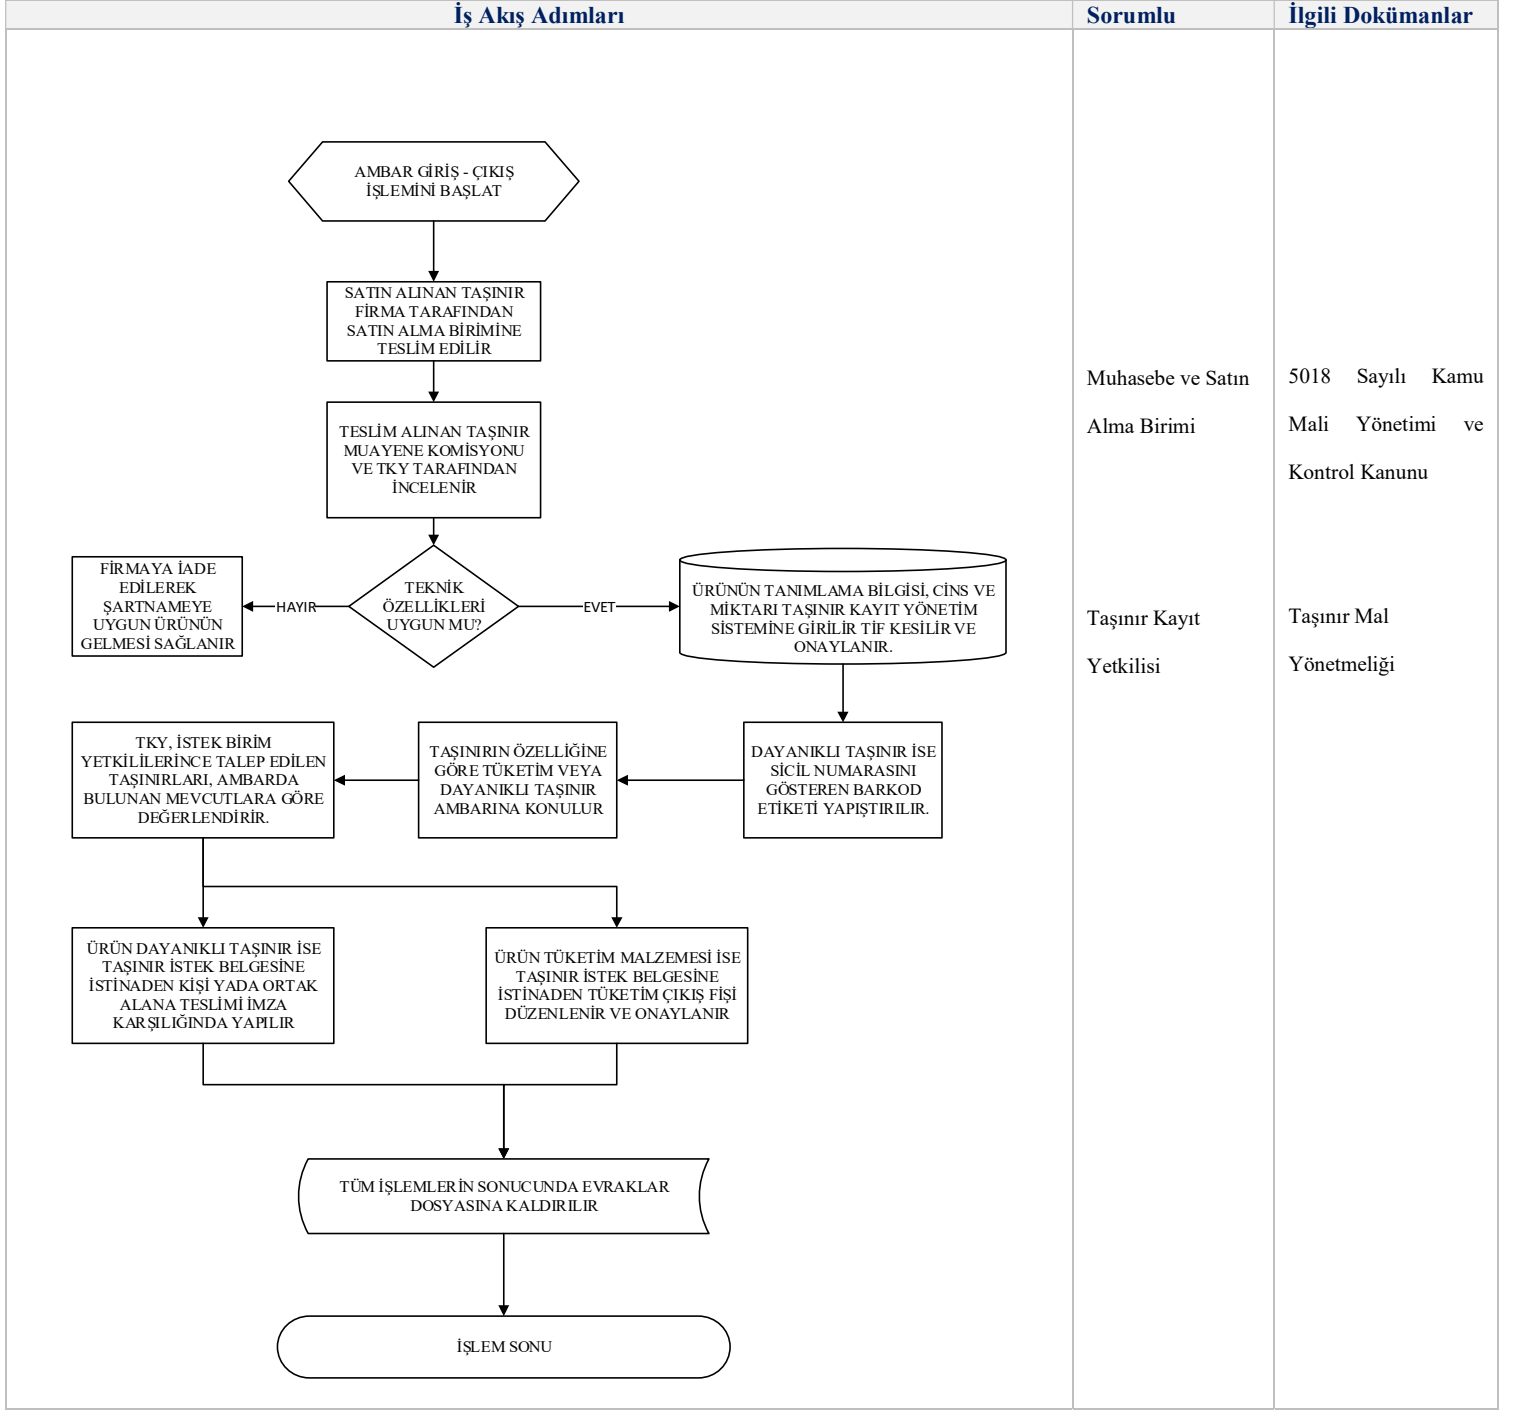 İş Akış Adımları
Sorumlu
İlgili Dokümanlar
AMBAR GİRİŞ - ÇIKIŞ
İŞLEMİNİ BAŞLAT
SATIN ALINAN TAŞINIR
FİRMA TARAFINDAN
SATIN ALMA BİRİMİNE
TESLİM EDİLİR
TESLİM ALINAN TAŞINIR
MUAYENE KOMİSYONU
VE TKY TARAFINDAN
İNCELENİR
TEKNİK
ÖZELLİKLERİ
UYGUN MU?
HAYIR
FİRMAYA İADE
EDİLEREK
ŞARTNAMEYE
UYGUN ÜRÜNÜN
GELMESİ SAĞLANIR
EVET
ÜRÜNÜN TANIMLAMA BİLGİSİ, CİNS VE
MİKTARI TAŞINIR KAYIT YÖNETİM
SİSTEMİNE GİRİLİR TİF KESİLİR VE
ONAYLANIR.
DAYANIKLI TAŞINIR İSE
SİCİL NUMARASINI
GÖSTEREN BARKOD
ETİKETİ YAPIŞTIRILIR.
TAŞINIRIN ÖZELLİĞİNE
GÖRE TÜKETİM VEYA
DAYANIKLI TAŞINIR
AMBARINA KONULUR
TKY, İSTEK BİRİM
YETKİLİLERİNCE TALEP EDİLEN
TAŞINIRLARI, AMBARDA
BULUNAN MEVCUTLARA GÖRE
DEĞERLENDİRİR.
ÜRÜN DAYANIKLI TAŞINIR İSE
TAŞINIR İSTEK BELGESİNE
İSTİNADEN KİŞİ YADA ORTAK
ALANA TESLİMİ İMZA
KARŞILIĞINDA YAPILIR
ÜRÜN TÜKETİM MALZEMESİ İSE
TAŞINIR İSTEK BELGESİNE
İSTİNADEN TÜKETİM ÇIKIŞ FİŞİ
DÜZENLENİR VE ONAYLANIR
TÜM İŞLEMLERİN SONUCUNDA EVRAKLAR
DOSYASINA KALDIRILIR
İŞLEM SONU
Muhasebe ve Satın
Alma Birimi
Taşınır Kayıt
Yetkilisi
5018 Sayılı Kamu
Mali Yönetimi ve
Kontrol Kanunu
Taşınır Mal
Yönetmeliği